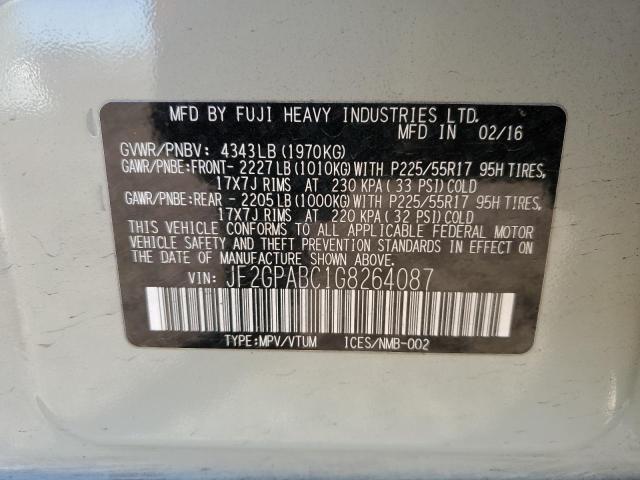 MFD BY FUJI HEAVY INDUSTRIES LTD.
MFD IN 02/16
GVWR/PNBV: 4343LB (1970KG)
GAWR/PNBE:FRONT- 2227LB(1010KG)WITH P225/55R17 95H TIRES,
17X7J RIMS AT 230 KPA (33 PSI)COLD
GAWR/PNBE:REAR - 2205LB(1000KG)WITH P225/55R17 95H TIRES,
17X7J RIMS AT 220 KPA (32 PSI)COLD
THIS VEHICLE CONFORMS TO ALL APPLICABLE FEDERAL MOTOR
VEHICLE SAFETY AND THEFT PREVENTION STANDARDS IN EFFECT ON
THE DATE OF MANUFACTURE SHOWN ABOVE.
VIN: JF2GPABC1G8264087
TYPE:MPV/VTUM ICES/NMB-002